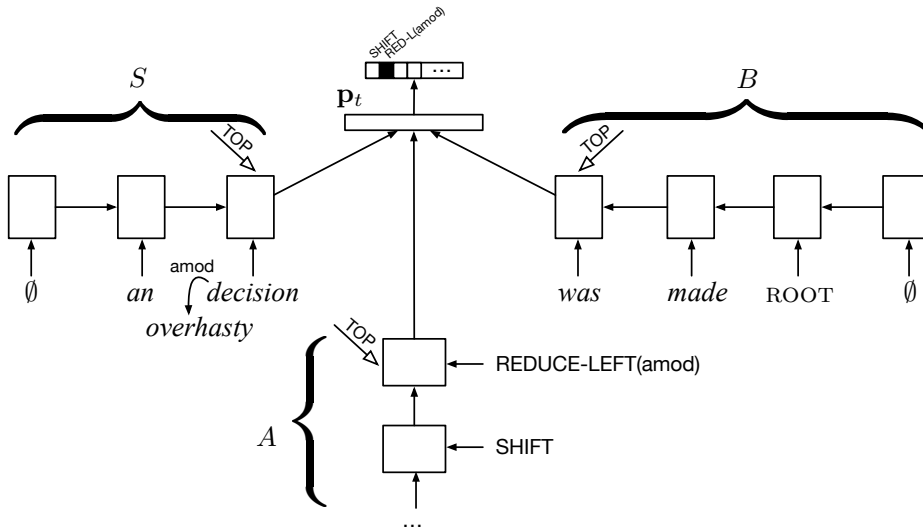 SHIFT
RED-L(amod)
…
p_t
S
B
TOP
TOP
∅ an decision was made ROOT ∅
amod
overhasty
TOP
REDUCE-LEFT(amod)
A
SHIFT
...